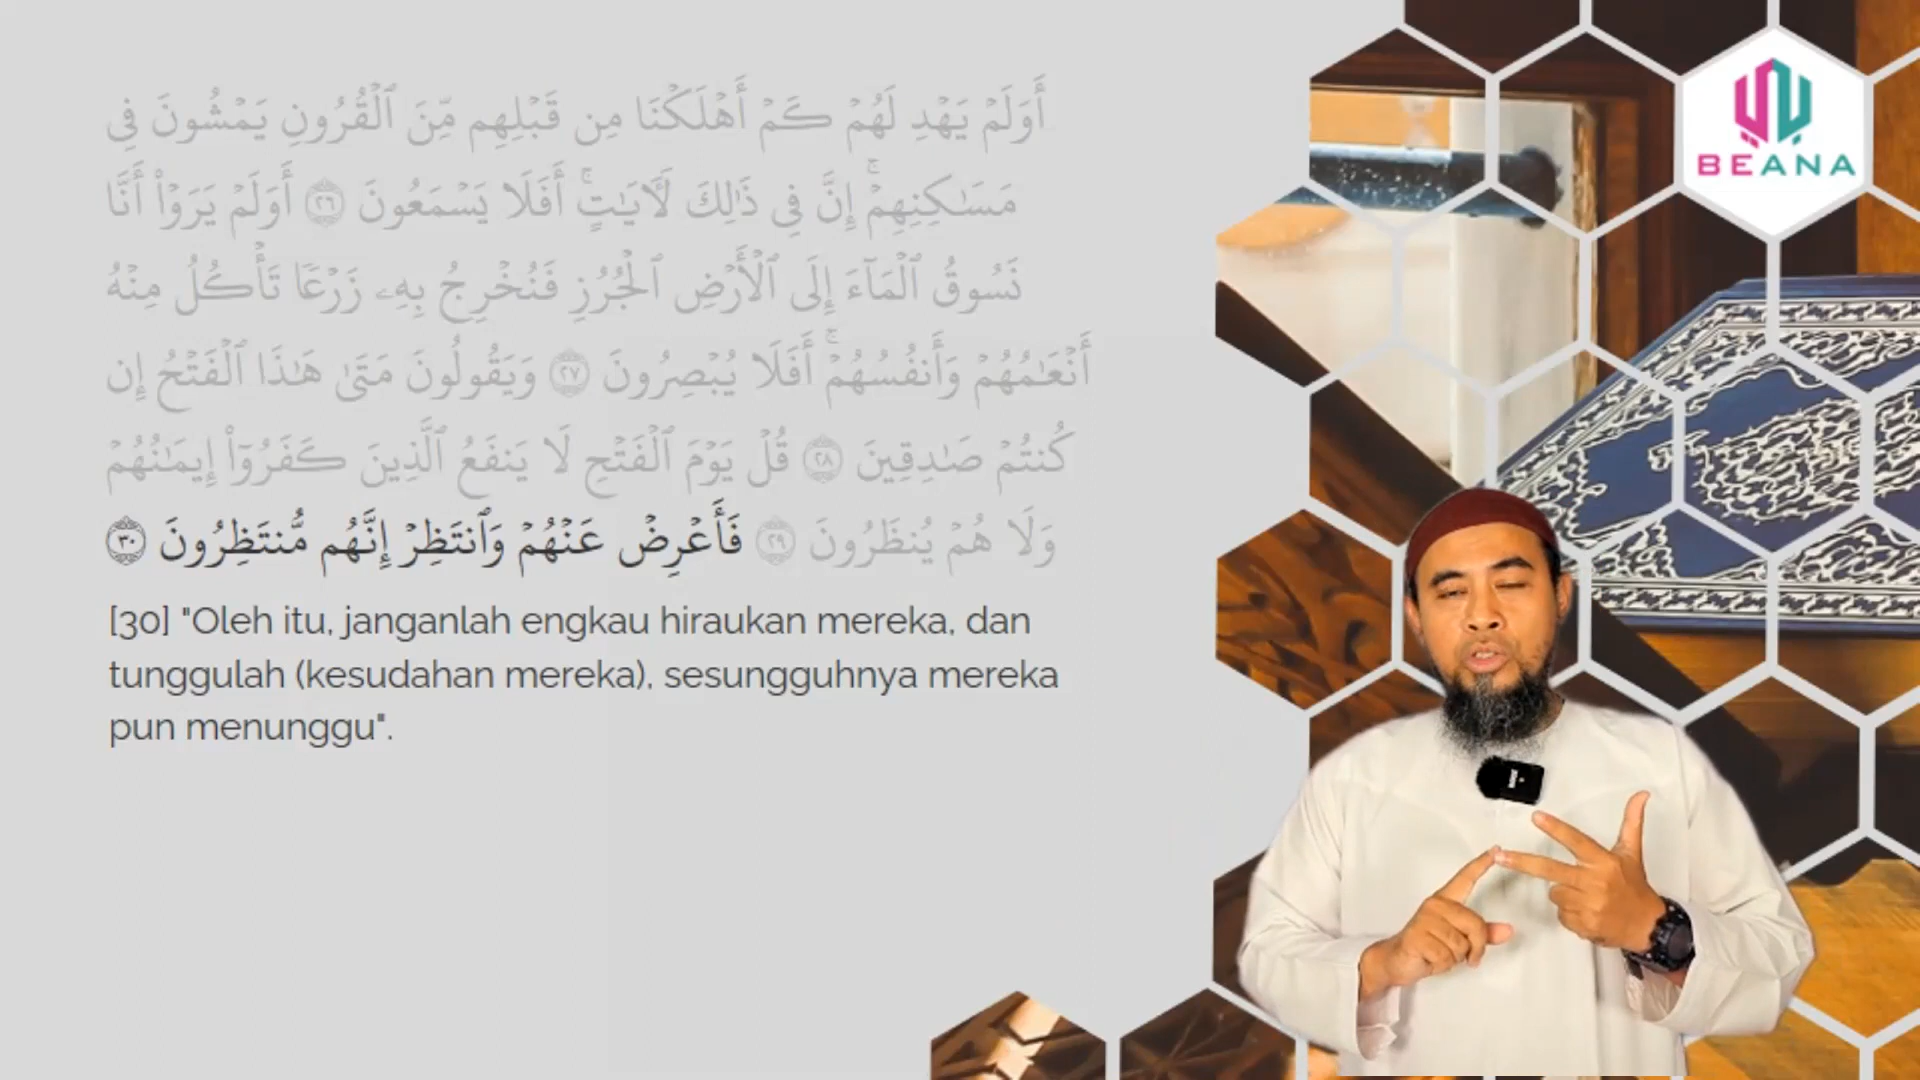 أَوَلَمۡ يَهۡدِ لَهُمۡ كَمۡ أَهۡلَكۡنَا مِن قَبۡلِهِم مِّنَ ٱلۡقُرُونِ يَمۡشُونَ فِي
مَسَٰكِنِهِمۡۚ إِنَّ فِي ذَٰلِكَ لَأٓيَٰتٍۚ أَفَلَا يَسۡمَعُونَ ٢٦ أَوَلَمۡ يَرَوۡاْ أَنَّا
نَسُوقُ ٱلۡمَآءَ إِلَى ٱلۡأَرۡضِ ٱلۡجُرُزِ فَنُخۡرِجُ بِهِۦ زَرۡعٗا تَأۡكُلُ مِنۡهُ
أَنۡعَٰمُهُمۡ وَأَنفُسُهُمۡۚ أَفَلَا يُبۡصِرُونَ ٢٧ وَيَقُولُونَ مَتَىٰ هَٰذَا ٱلۡفَتۡحُ إِن
كُنتُمۡ صَٰدِقِينَ ٢٨ قُلۡ يَوۡمَ ٱلۡفَتۡحِ لَا يَنفَعُ ٱلَّذِينَ كَفَرُوٓاْ إِيمَٰنُهُمۡ
وَلَا هُمۡ يُنظَرُونَ ٢٩ فَأَعۡرِضۡ عَنۡهُمۡ وَٱنتَظِرۡ إِنَّهُم مُّنتَظِرُونَ ٣٠
[30] "Oleh itu, janganlah engkau hiraukan mereka, dan
tunggulah (kesudahan mereka), sesungguhnya mereka
pun menunggu".
BEANA